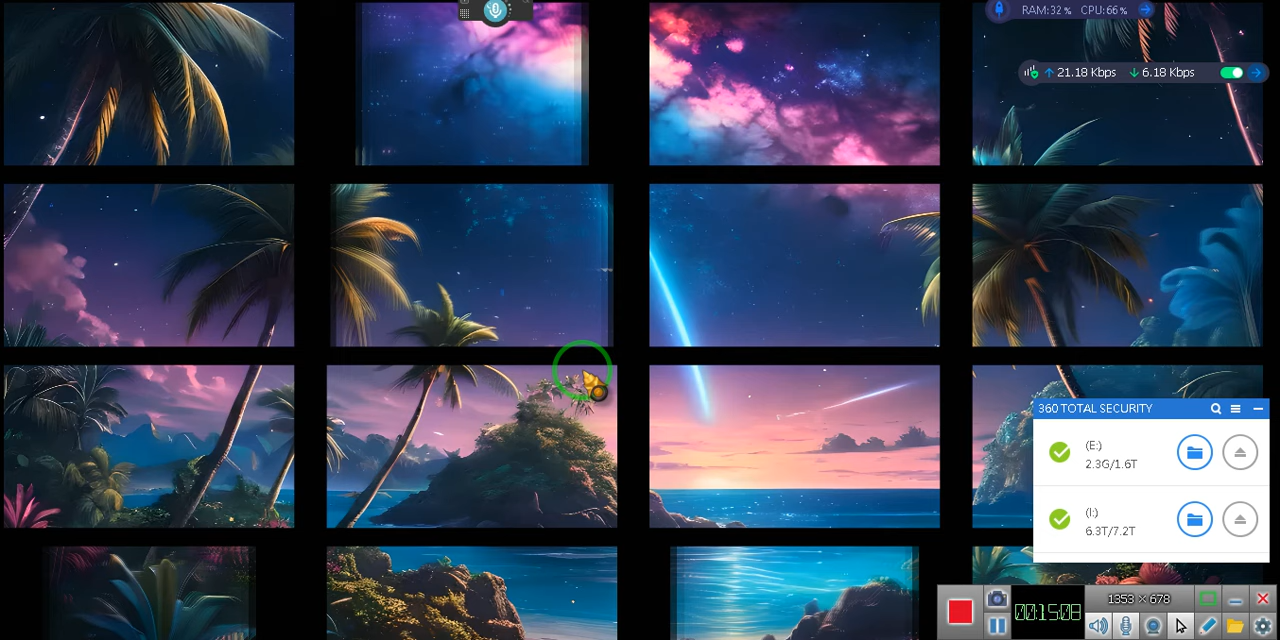 RAM:32% CPU:66%
21.18 Kbps 6.18 Kbps
360 TOTAL SECURITY
(E:)
2.3G/1.6T
(I:)
6.3T/7.2T
1353 × 678
00:15:08